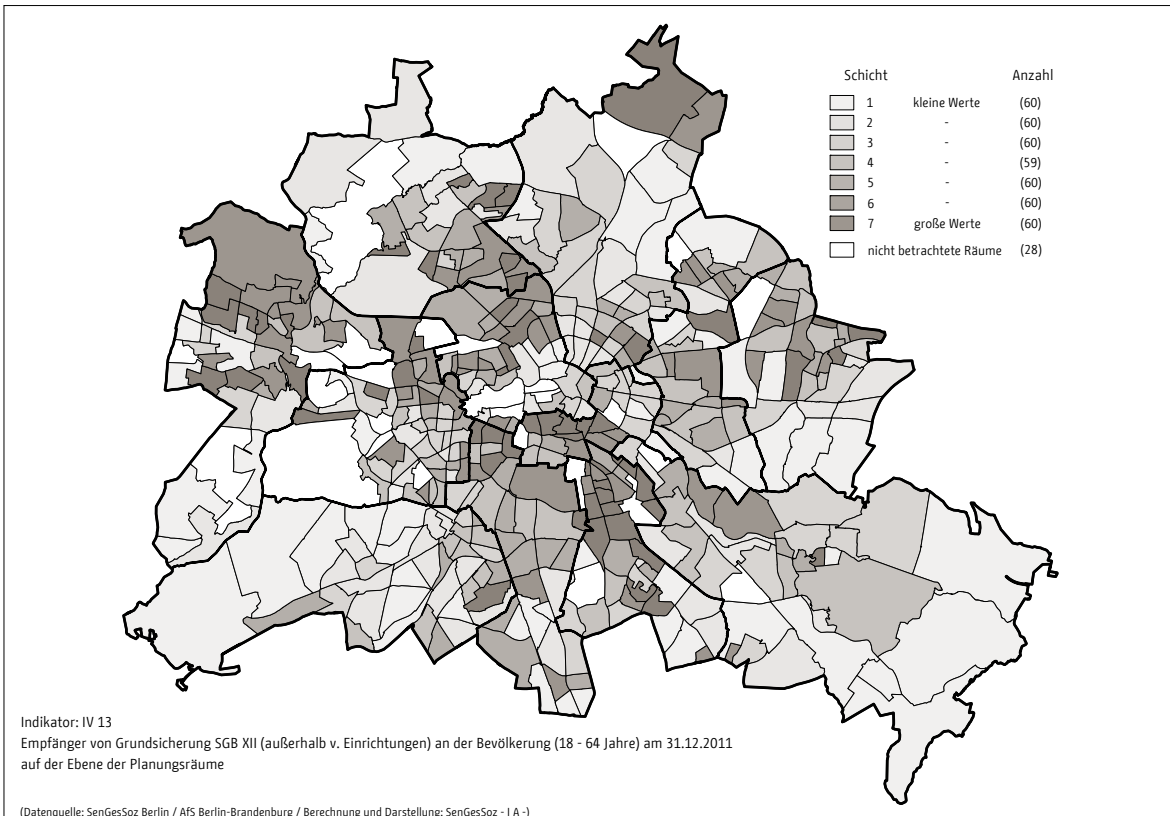 Schicht Anzahl
1 kleine Werte (60)
2 - (60)
3 - (60)
4 - (59)
5 - (60)
6 - (60)
7 große Werte (60)
nicht betrachtete Räume (28)
Indikator: IV 13
Empfänger von Grundsicherung SGB XII (außerhalb v. Einrichtungen) an der Bevölkerung (18 - 64 Jahre) am 31.12.2011
auf der Ebene der Planungsräume
(Datenquelle: SenGesSoz Berlin / AfS Berlin-Brandenburg / Berechnung und Darstellung: SenGesSoz - I A -)